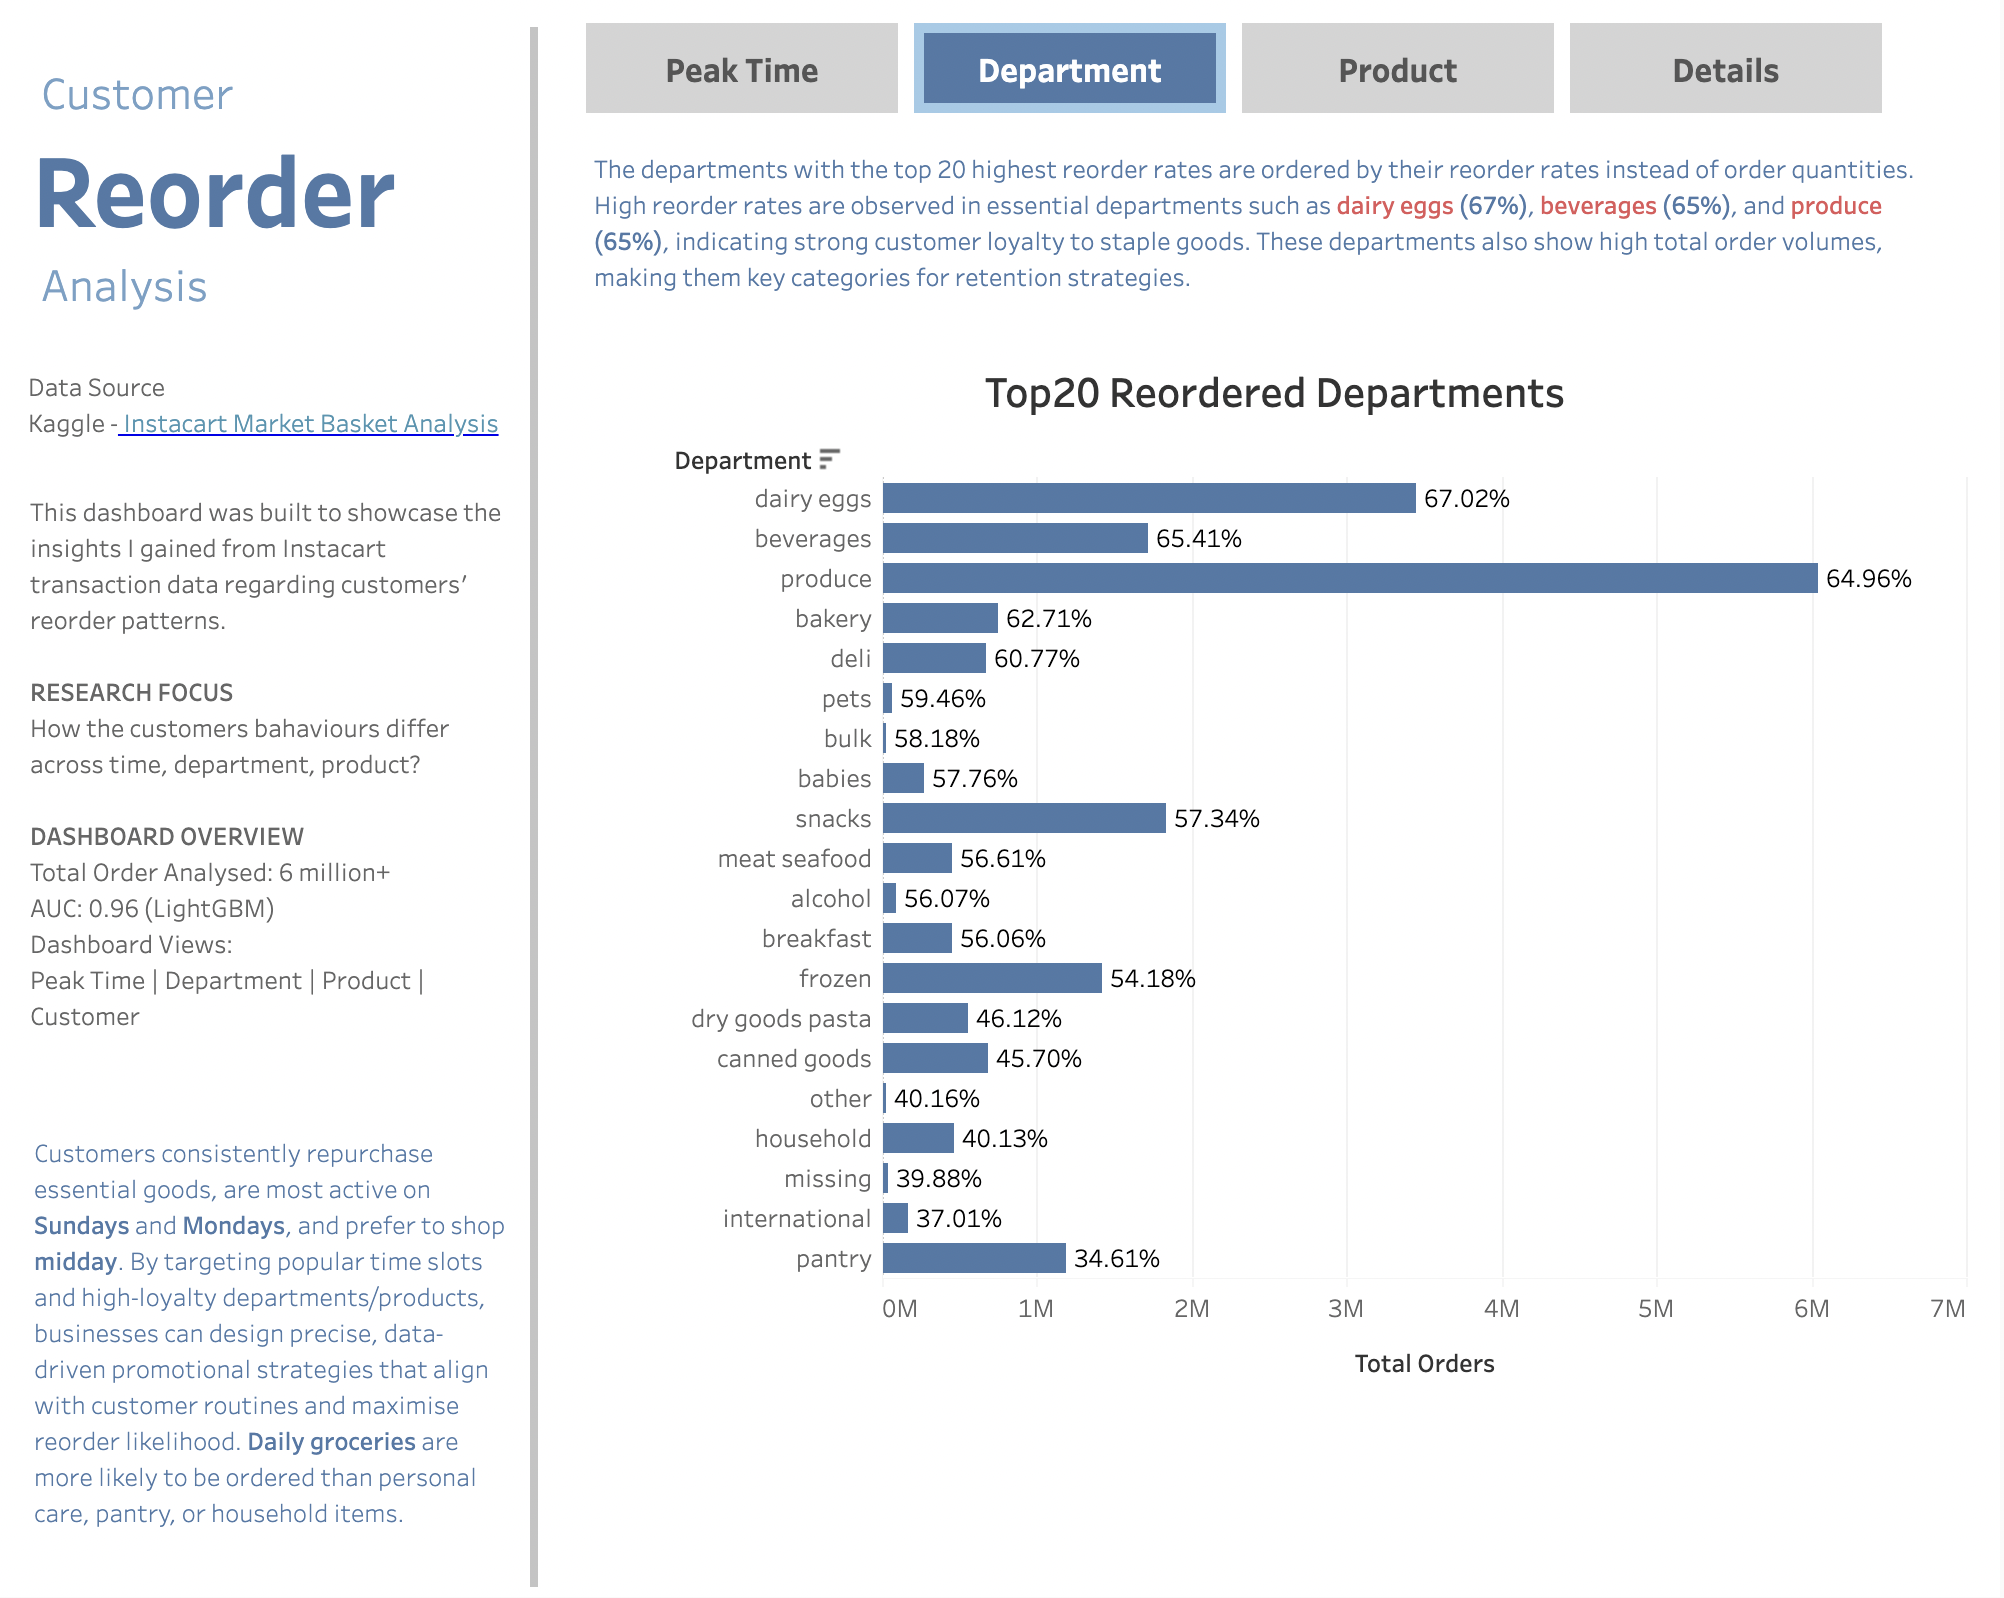 Customer
Reorder
Analysis
Data Source
Kaggle - Instacart Market Basket Analysis
This dashboard was built to showcase the
insights I gained from Instacart
transaction data regarding customers’
reorder patterns.
RESEARCH FOCUS
How the customers bahaviours differ
across time, department, product?
DASHBOARD OVERVIEW
Total Order Analysed: 6 million+
AUC: 0.96 (LightGBM)
Dashboard Views:
Peak Time | Department | Product |
Customer
Customers consistently repurchase
essential goods, are most active on
Sundays and Mondays, and prefer to shop
midday. By targeting popular time slots
and high-loyalty departments/products,
businesses can design precise, data-
driven promotional strategies that align
with customer routines and maximise
reorder likelihood. Daily groceries are
more likely to be ordered than personal
care, pantry, or household items.
Peak Time
Department
Product
Details
The departments with the top 20 highest reorder rates are ordered by their reorder rates instead of order quantities.
High reorder rates are observed in essential departments such as dairy eggs (67%), beverages (65%), and produce
(65%), indicating strong customer loyalty to staple goods. These departments also show high total order volumes,
making them key categories for retention strategies.
Top20 Reordered Departments
Department
dairy eggs 67.02%
beverages 65.41%
produce 64.96%
bakery 62.71%
deli 60.77%
pets 59.46%
bulk 58.18%
babies 57.76%
snacks 57.34%
meat seafood 56.61%
alcohol 56.07%
breakfast 56.06%
frozen 54.18%
dry goods pasta 46.12%
canned goods 45.70%
other 40.16%
household 40.13%
missing 39.88%
international 37.01%
pantry 34.61%
0M 1M 2M 3M 4M 5M 6M 7M
Total Orders